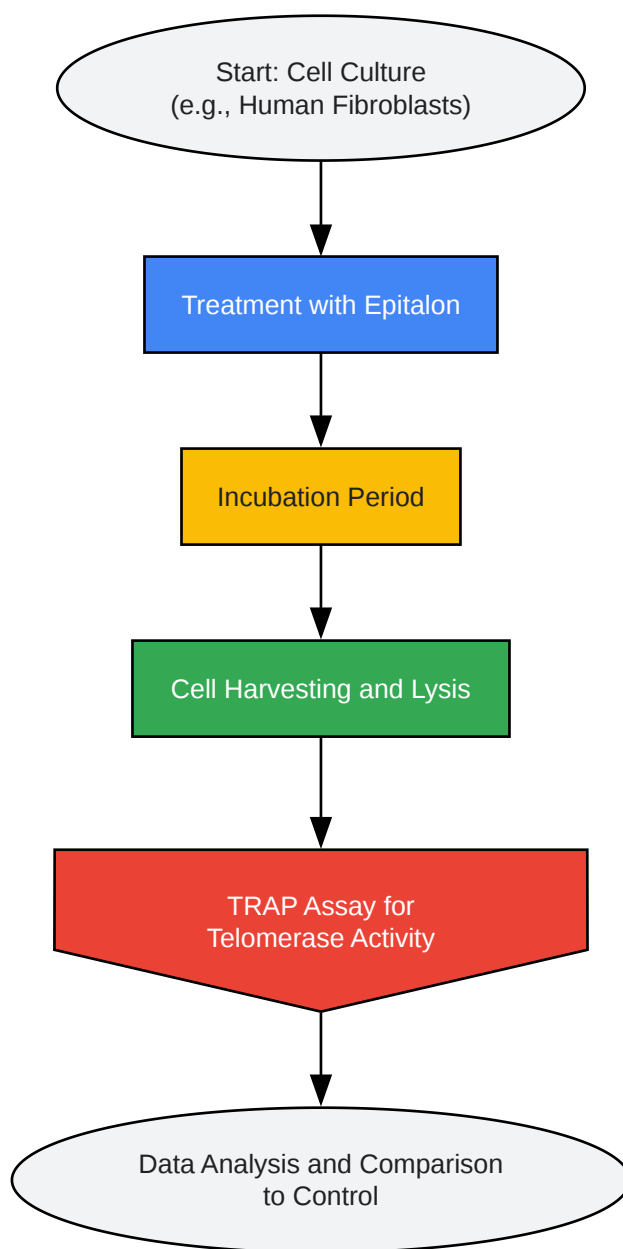 Start: Cell Culture
(e.g., Human Fibroblasts)
Treatment with Epitalon
Incubation Period
Cell Harvesting and Lysis
TRAP Assay for
Telomerase Activity
Data Analysis and Comparison
to Control